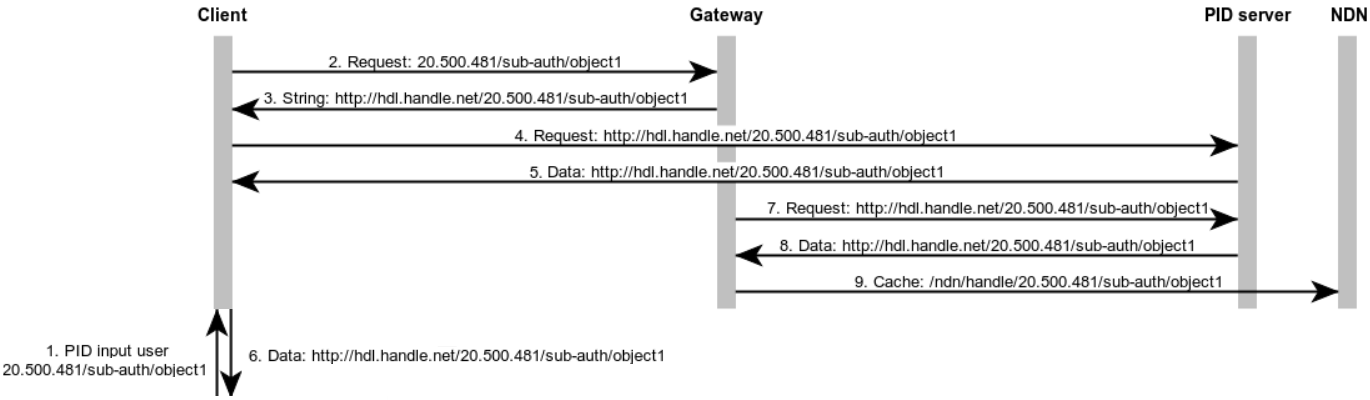 Client
Gateway
PID server
NDN
2. Request: 20.500.481/sub-auth/object1
3. String: http://hdl.handle.net/20.500.481/sub-auth/object1
4. Request: http://hdl.handle.net/20.500.481/sub-auth/object1
5. Data: http://hdl.handle.net/20.500.481/sub-auth/object1
7. Request: http://hdl.handle.net/20.500.481/sub-auth/object1
8. Data: http://hdl.handle.net/20.500.481/sub-auth/object1
9. Cache: /ndn/handle/20.500.481/sub-auth/object1
1. PID input user
20.500.481/sub-auth/object1
6. Data: http://hdl.handle.net/20.500.481/sub-auth/object1